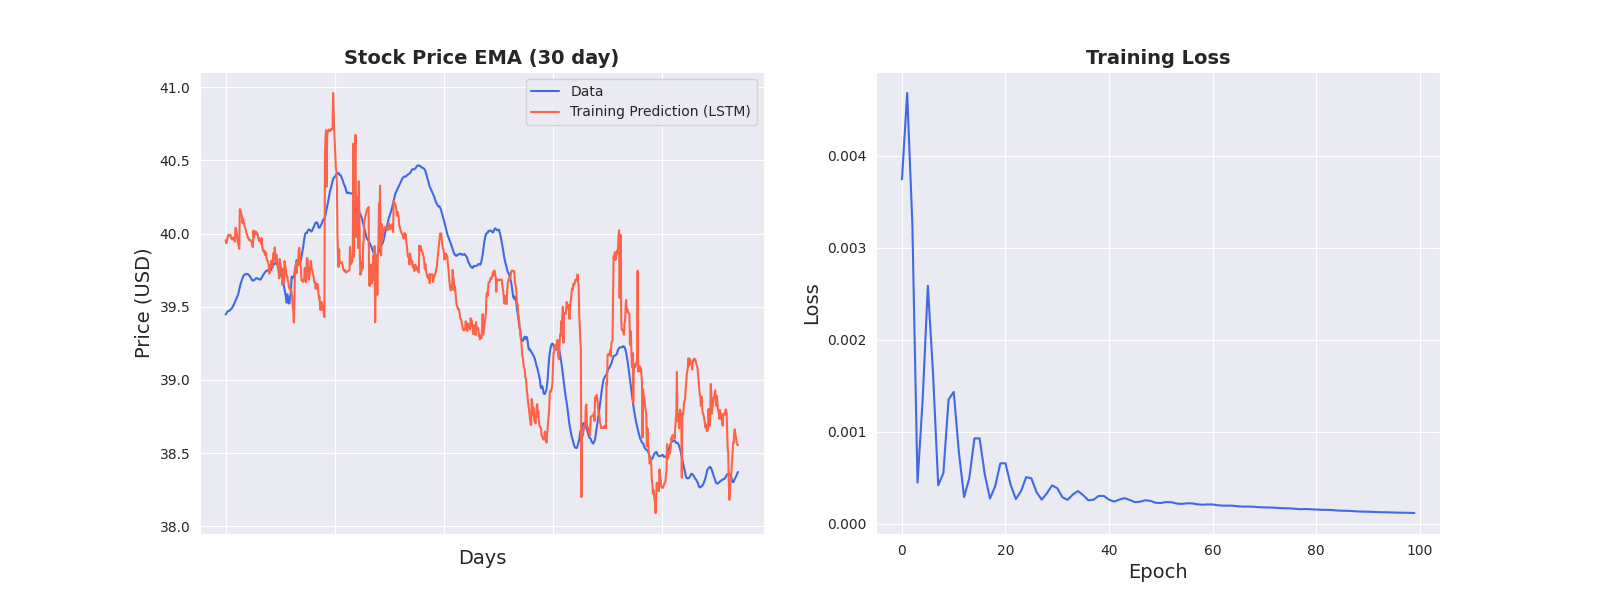 Stock Price EMA (30 day)
Data
Training Prediction (LSTM)
41.0
40.5
40.0
39.5
39.0
38.5
38.0
Price (USD)
Days
Training Loss
0.004
0.003
0.002
0.001
0.000
Loss
0 20 40 60 80 100
Epoch